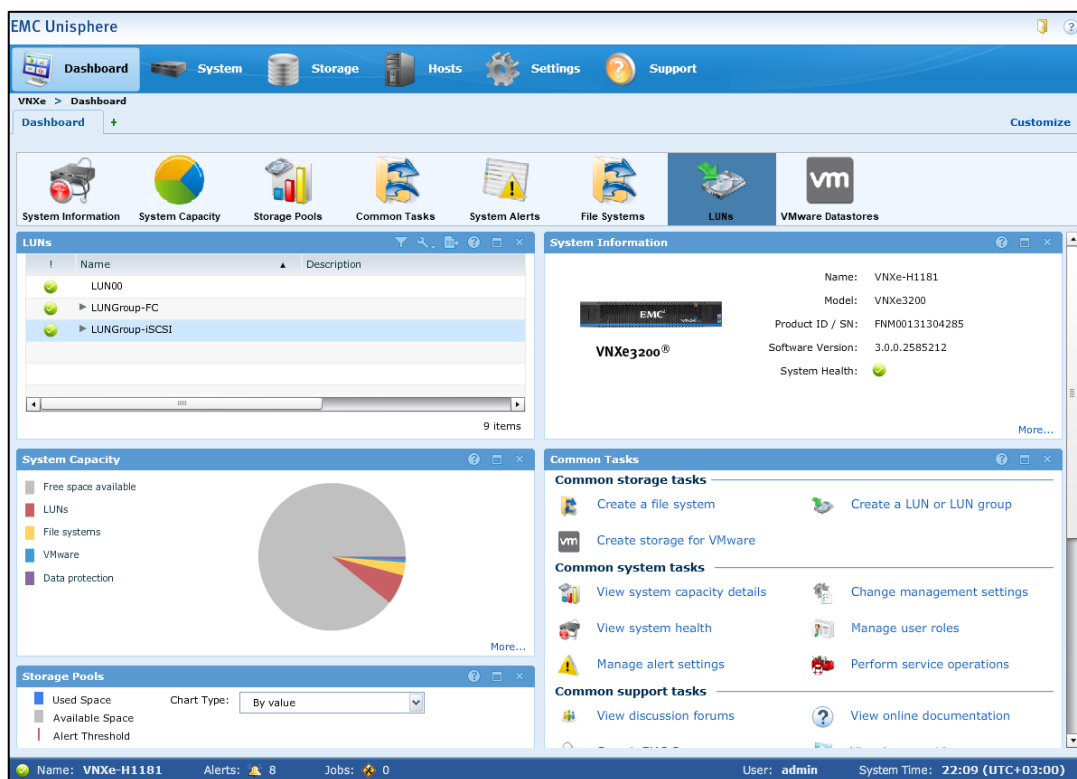 EMC Unisphere
Dashboard System Storage Hosts Settings Support
VNXe > Dashboard
Dashboard + Customize
System Information System Capacity Storage Pools Common Tasks System Alerts File Systems LUNs VMware Datastores
vm
LUNs
! Name Description
LUN00
LUNGroup-FC
LUNGroup-iSCSI
9 items
System Information
EMC²
VNXe3200®
Name: VNXe-H1181
Model: VNXe3200
Product ID / SN: FNM00131304285
Software Version: 3.0.0.2585212
System Health:
More...
System Capacity
Free space available
LUNs
File systems
VMware
Data protection
More...
Common Tasks
Common storage tasks
Create a file system Create a LUN or LUN group
vm Create storage for VMware
Common system tasks
View system capacity details Change management settings
View system health Manage user roles
Manage alert settings Perform service operations
Common support tasks
View discussion forums View online documentation
Storage Pools
Used Space Chart Type: By value
Available Space
Alert Threshold
Name: VNXe-H1181 Alerts: 8 Jobs: 0 User: admin System Time: 22:09 (UTC+03:00)